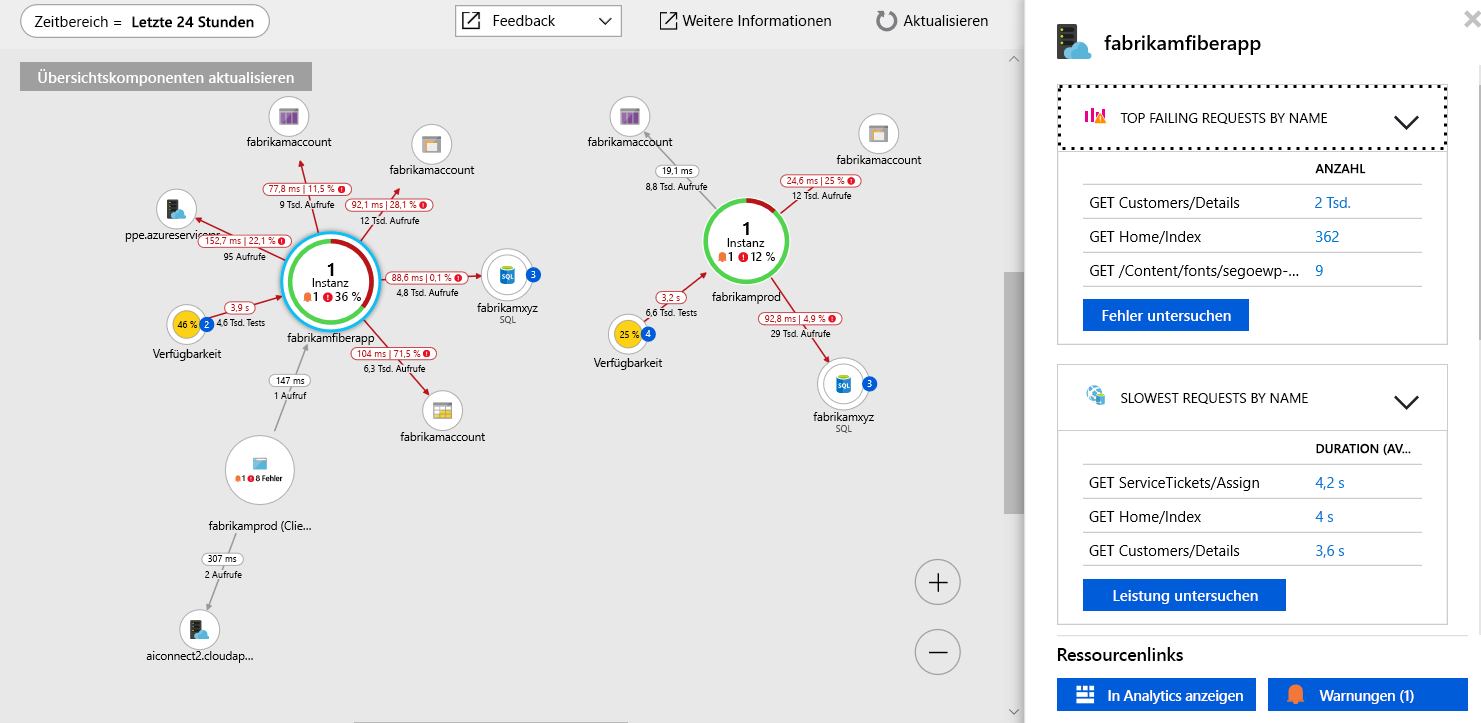 Zeitbereich = Letzte 24 Stunden
Feedback
Weitere Informationen
Aktualisieren
Übersichtskomponenten aktualisieren
fabrikamaccount
fabrikamaccount
77,8 ms | 11,5 %
9 Tsd. Aufrufe
92,1 ms | 28,1 %
12 Tsd. Aufrufe
ppe.azureservicepr
152,7 ms | 22,1 %
95 Aufrufe
1
Instanz
1 36 %
fabrikamfiberapp
88,6 ms | 0,1 %
4,8 Tsd. Aufrufe
SQL
3
fabrikamxyz
SQL
3,9 s
4,6 Tsd. Tests
46 %
2
Verfügbarkeit
104 ms | 71,5 %
6,3 Tsd. Aufrufe
fabrikamaccount
147 ms
1 Aufruf
1 8 Fehler
fabrikamprod (Clie...
307 ms
2 Aufrufe
aiconnect2.cloudap...
fabrikamaccount
fabrikamaccount
19,1 ms
8,8 Tsd. Aufrufe
24,6 ms | 25 %
12 Tsd. Aufrufe
1
Instanz
1 12 %
fabrikamprod
3,2 s
6,6 Tsd. Tests
25 %
4
Verfügbarkeit
92,8 ms | 4,9 %
29 Tsd. Aufrufe
SQL
3
fabrikamxyz
SQL
fabrikamfiberapp
TOP FAILING REQUESTS BY NAME
ANZAHL
GET Customers/Details 2 Tsd.
GET Home/Index 362
GET /Content/fonts/segoewp-... 9
Fehler untersuchen
SLOWEST REQUESTS BY NAME
DURATION (AV...
GET ServiceTickets/Assign 4,2 s
GET Home/Index 4 s
GET Customers/Details 3,6 s
Leistung untersuchen
Ressourcenlinks
In Analytics anzeigen
Warnungen (1)